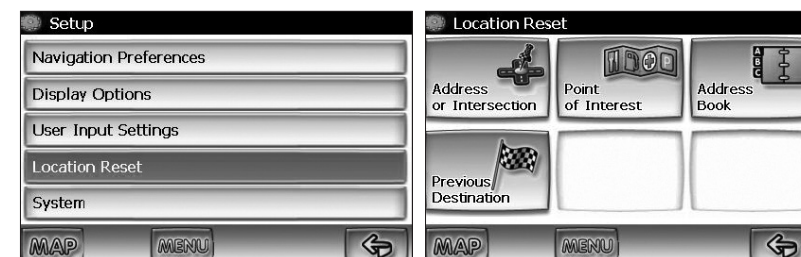 Setup
Navigation Preferences
Display Options
User Input Settings
Location Reset
System
MAP
MENU
Location Reset
Address
or Intersection
Point
of Interest
A
B
C
Address
Book
P
Previous
Destination
MAP
MENU